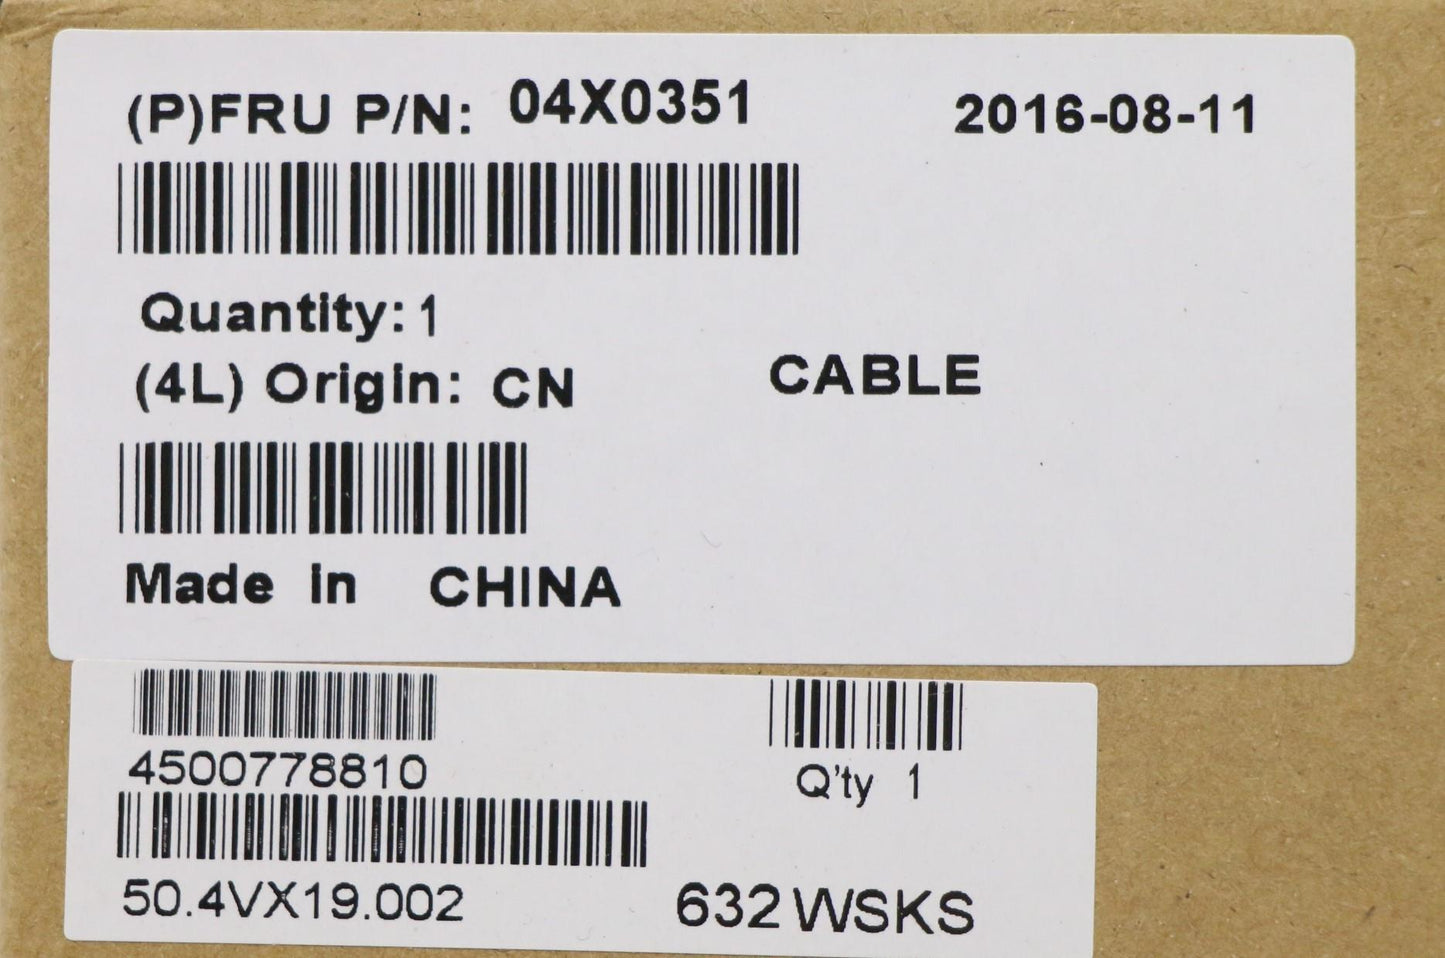 (P)FRU P/N: 04X0351 2016-08-11
Quantity: 1
(4L) Origin: CN CABLE
Made In CHINA
4500778810
Q'ty 1
50.4VX19.002 632 WSKS